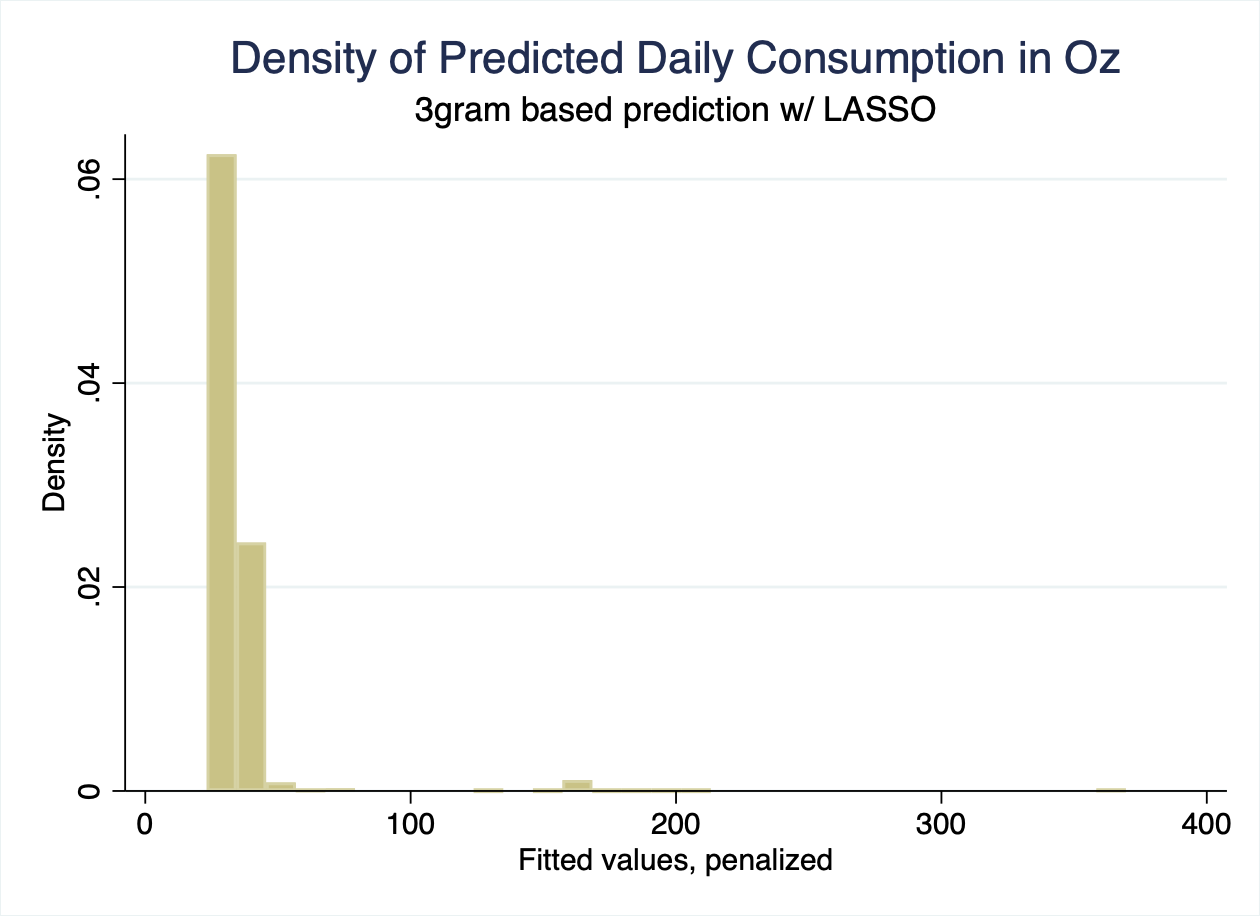 Density of Predicted Daily Consumption in Oz
3gram based prediction w/ LASSO
.06
.04
.02
0
Density
0 100 200 300 400
Fitted values, penalized